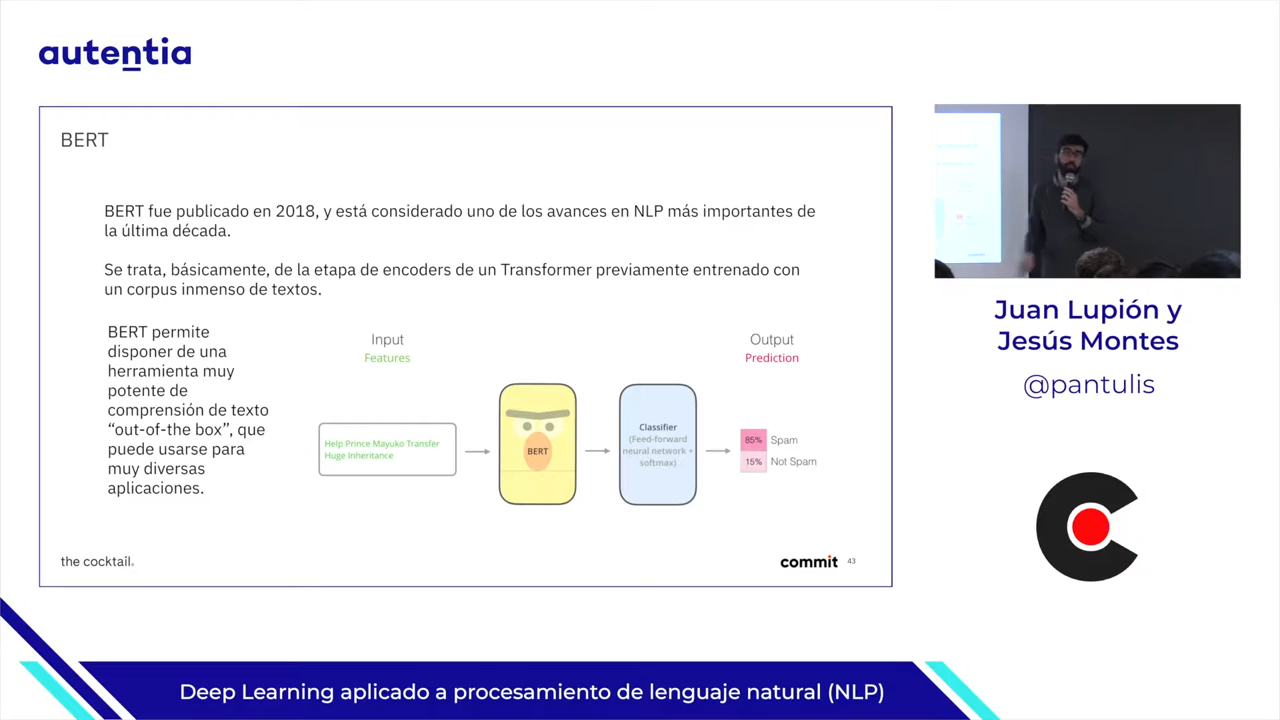 autentia
BERT
BERT fue publicado en 2018, y está considerado uno de los avances en NLP más importantes de
la última década.
Se trata, básicamente, de la etapa de encoders de un Transformer previamente entrenado con
un corpus inmenso de textos.
BERT permite
disponer de una
herramienta muy
potente de
comprensión de texto
“out-of-the box”, que
puede usarse para
muy diversas
aplicaciones.
Input
Features
Output
Prediction
Help Prince Mayuko Transfer
Huge Inheritance
BERT
Classifier
(Feed-forward
neural network +
softmax)
85% Spam
15% Not Spam
the cocktail.
commit 43
Juan Lupión y
Jesús Montes
@pantulis
Deep Learning aplicado a procesamiento de lenguaje natural (NLP)